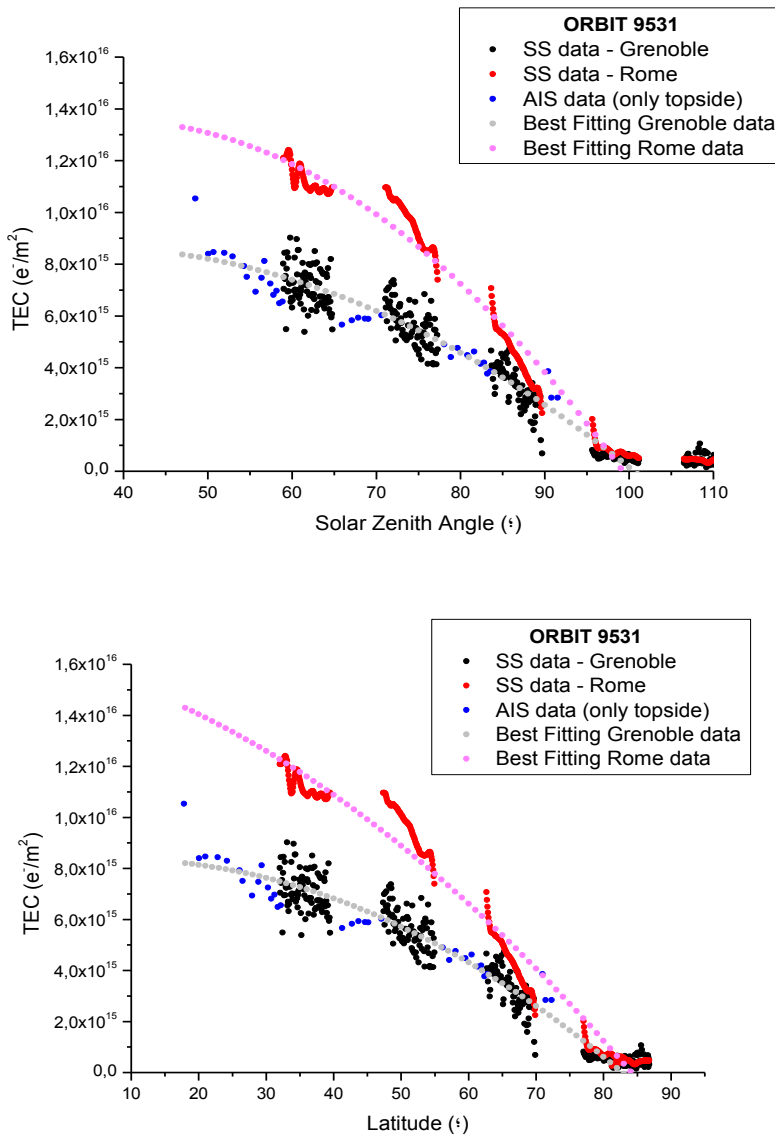 ORBIT 9531
SS data - Grenoble
SS data - Rome
AIS data (only topside)
Best Fitting Grenoble data
Best Fitting Rome data
1,8x10^16
1,6x10^16
1,4x10^16
1,2x10^16
1,0x10^16
8,0x10^15
6,0x10^15
4,0x10^15
2,0x10^15
0,0
TEC (e^-/m^2)
40 50 60 70 80 90 100 110
Solar Zenith Angle (؛)
ORBIT 9531
SS data - Grenoble
SS data - Rome
AIS data (only topside)
Best Fitting Grenoble data
Best Fitting Rome data
1,6x10^16
1,4x10^16
1,2x10^16
1,0x10^16
8,0x10^15
6,0x10^15
4,0x10^15
2,0x10^15
0,0
TEC (e^-/m^2)
10 20 30 40 50 60 70 80 90
Latitude (؛)